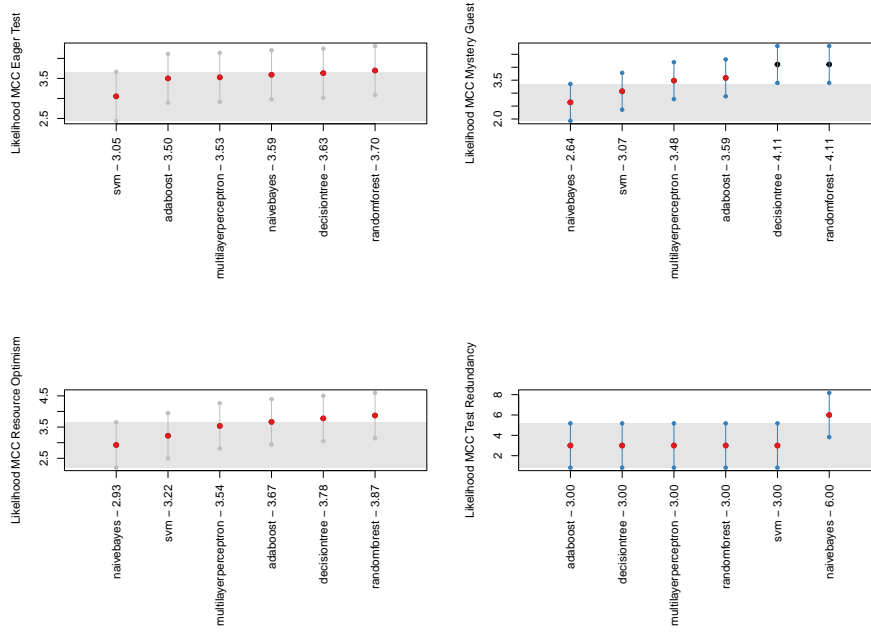 Likelihood MCC Eager Test
2.5
3.5
svm − 3.05
adaboost − 3.50
multilayerperceptron − 3.53
naivebayes − 3.59
decisiontree − 3.63
randomforest − 3.70
Likelihood MCC Mystery Guest
2.0
3.5
naivebayes − 2.64
svm − 3.07
multilayerperceptron − 3.48
adaboost − 3.59
decisiontree − 4.11
randomforest − 4.11
Likelihood MCC Resource Optimism
2.5
3.5
4.5
naivebayes − 2.93
svm − 3.22
multilayerperceptron − 3.54
adaboost − 3.67
decisiontree − 3.78
randomforest − 3.87
Likelihood MCC Test Redundancy
2
4
6
8
adaboost − 3.00
decisiontree − 3.00
multilayerperceptron − 3.00
randomforest − 3.00
svm − 3.00
naivebayes − 6.00